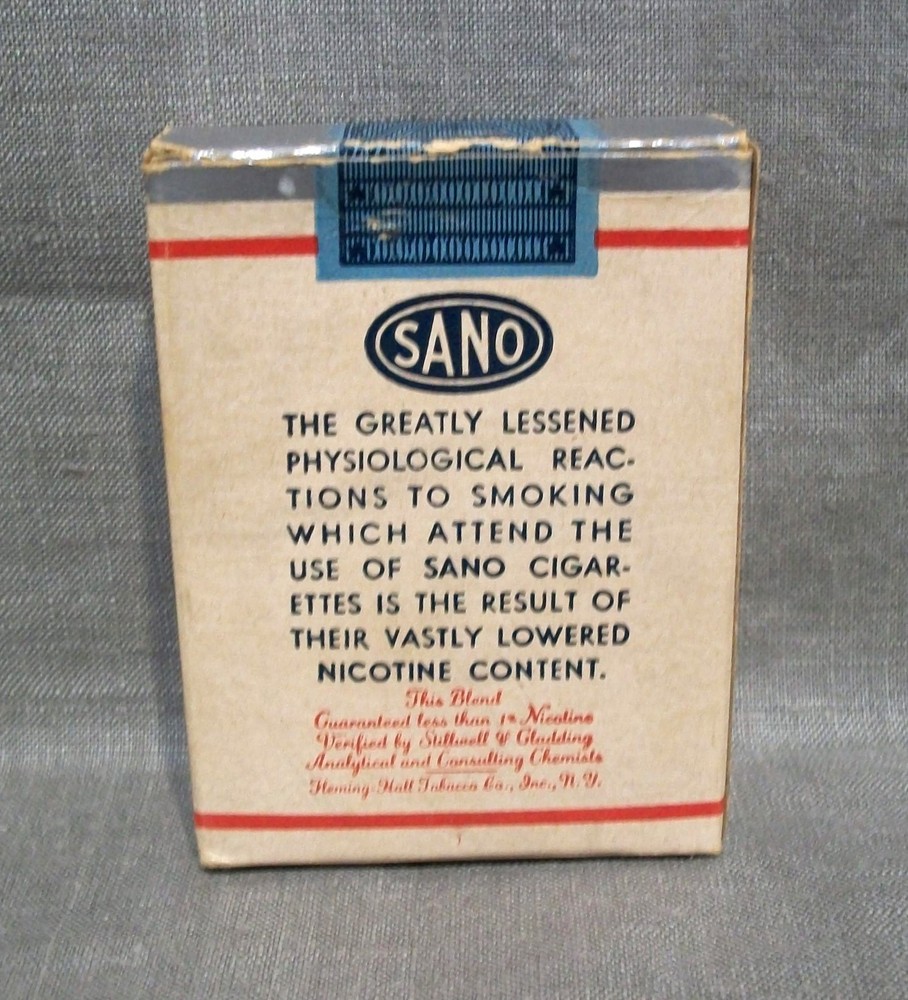 SANO
THE GREATLY LESSENED
PHYSIOLOGICAL REAC-
TIONS TO SMOKING
WHICH ATTEND THE
USE OF SANO CIGAR-
ETTES IS THE RESULT OF
THEIR VASTLY LOWERED
NICOTINE CONTENT.
This Blend
Guaranteed less than 1% Nicotine
Verified by Stillwell & Gladding
Analytical and Consulting Chemists
Fleming-Hall Tobacco Co., Inc., N. Y.